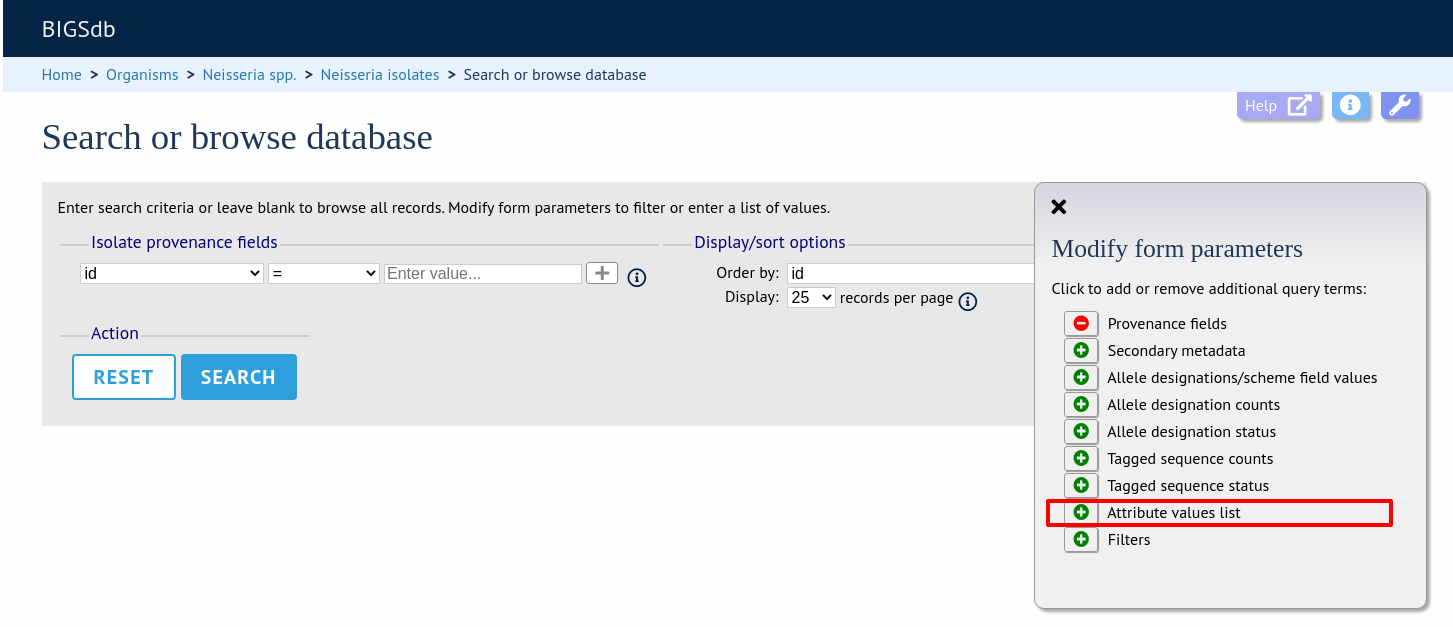 BIGSdb
Home > Organisms > Neisseria spp. > Neisseria isolates > Search or browse database
Help
Search or browse database
Enter search criteria or leave blank to browse all records. Modify form parameters to filter or enter a list of values.
Isolate provenance fields
id = Enter value... +
Display/sort options
Order by: id
Display: 25 records per page
Action
RESET SEARCH
Modify form parameters
Click to add or remove additional query terms:
Provenance fields
Secondary metadata
Allele designations/scheme field values
Allele designation counts
Allele designation status
Tagged sequence counts
Tagged sequence status
Attribute values list
Filters